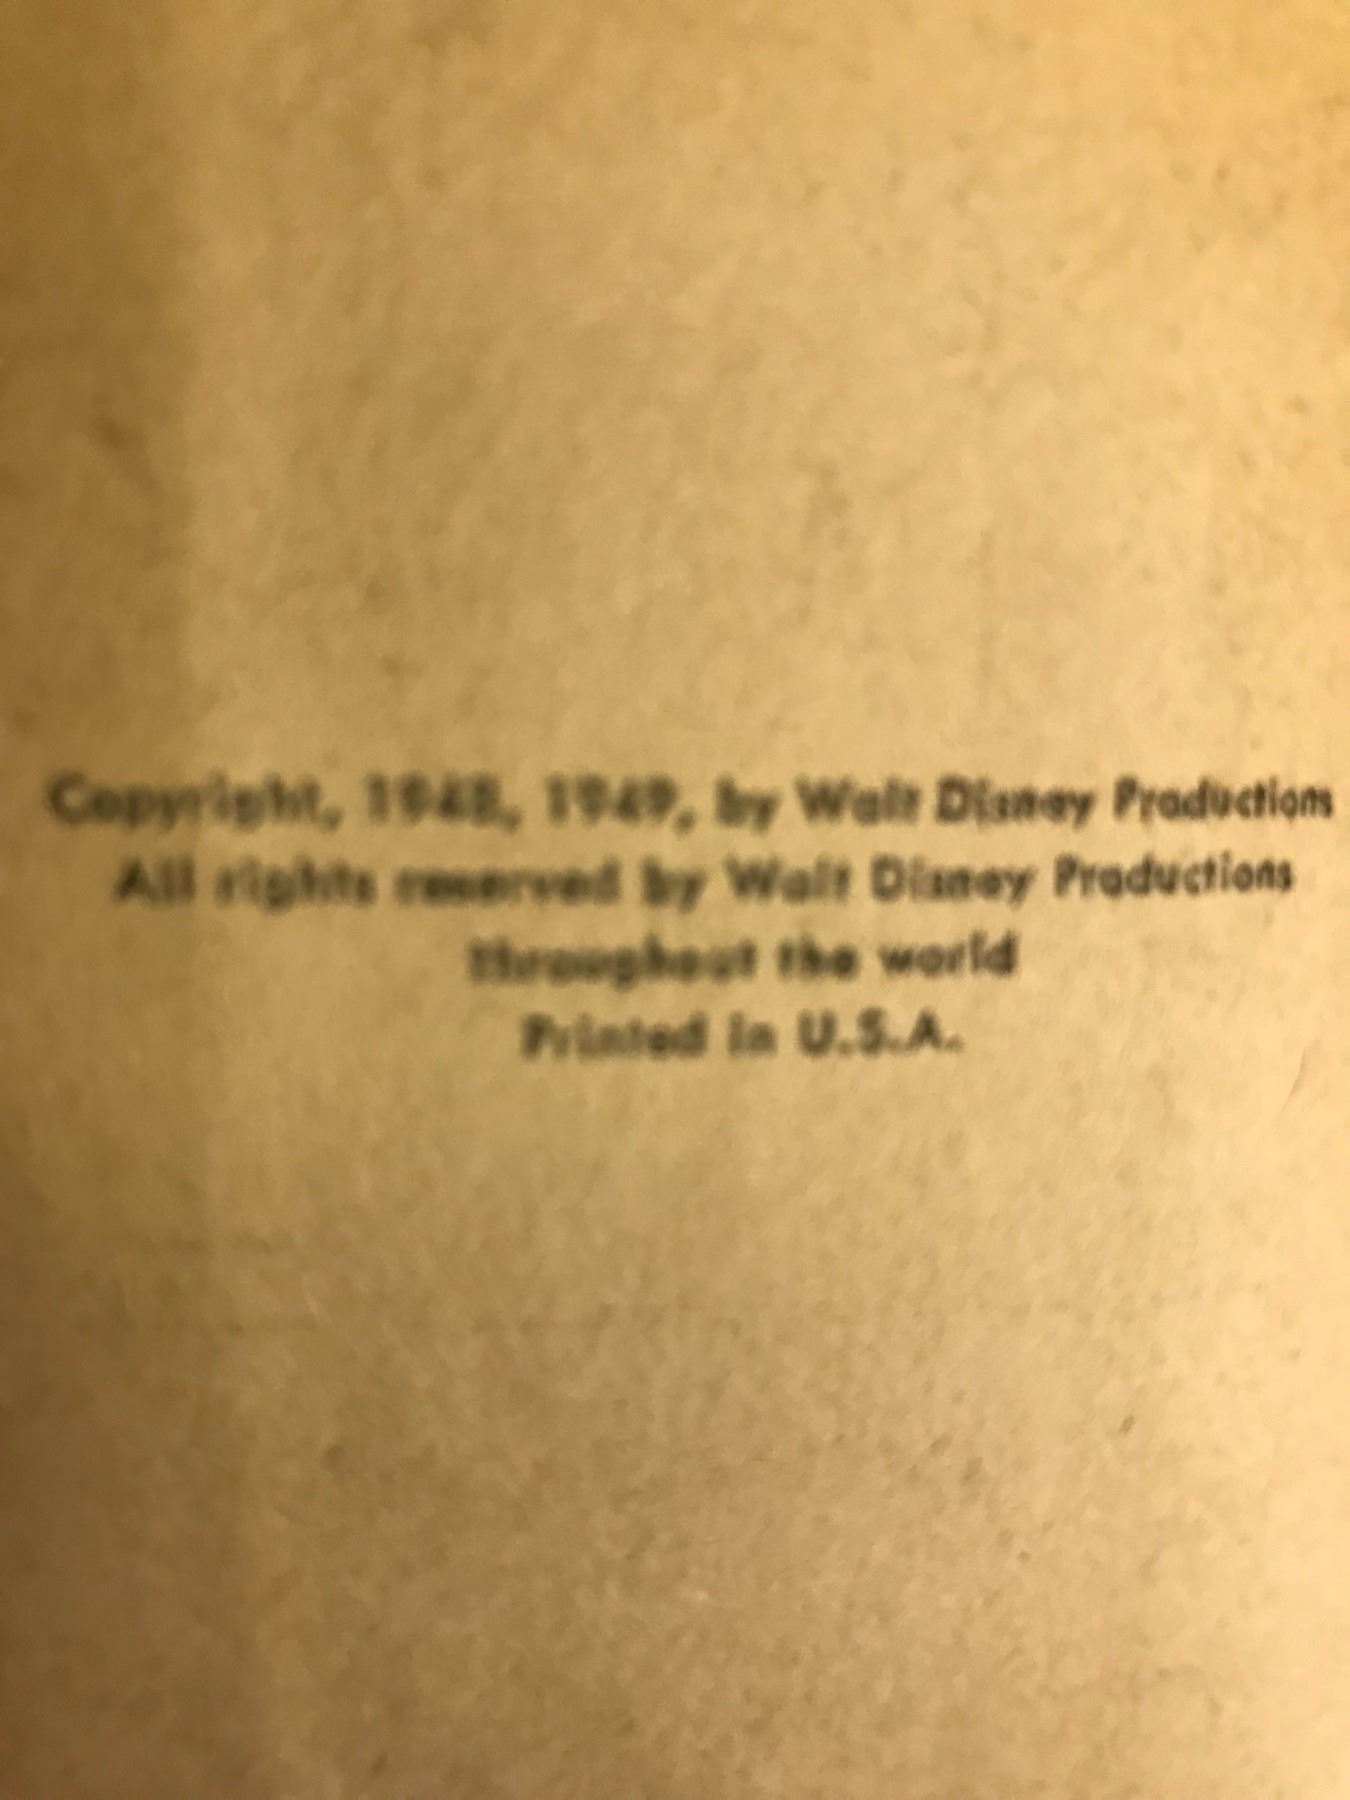 Copyright, 1948, 1949, by Walt Disney Productions
All rights reserved by Walt Disney Productions
throughout the world
Printed in U.S.A.